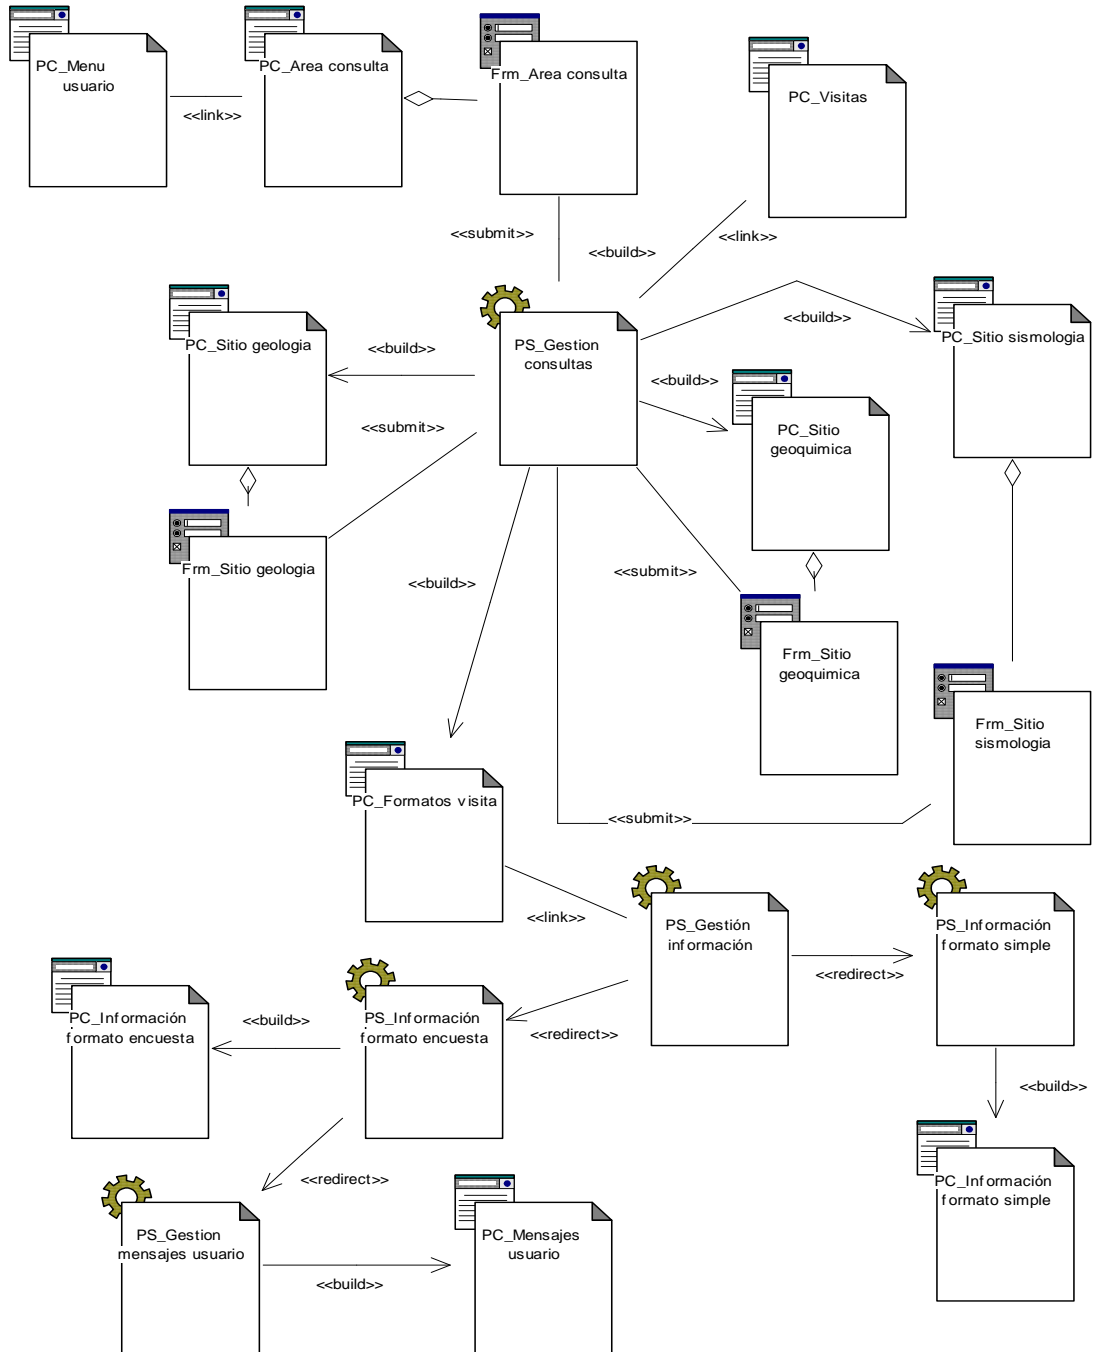 PC_Menu
usuario
<<link>>
PC_Area consulta
Frm_Area consulta
PC_Visitas
<<submit>>
<<build>>
<<link>>
PC_Sitio geologia
<<build>>
<<submit>>
PS_Gestion
consultas
<<build>>
<<build>>
PC_Sitio sismologia
PC_Sitio
geoquimica
Frm_Sitio geologia
<<build>>
<<submit>>
Frm_Sitio
geoquimica
Frm_Sitio
sismologia
PC_Formatos visita
<<submit>>
<<link>>
PS_Gestión
información
<<redirect>>
PS_Información
formato simple
PC_Información
formato encuesta
<<build>>
PS_Información
formato encuesta
<<redirect>>
<<build>>
<<redirect>>
PC_Información
formato simple
PS_Gestion
mensajes usuario
<<build>>
PC_Mensajes
usuario